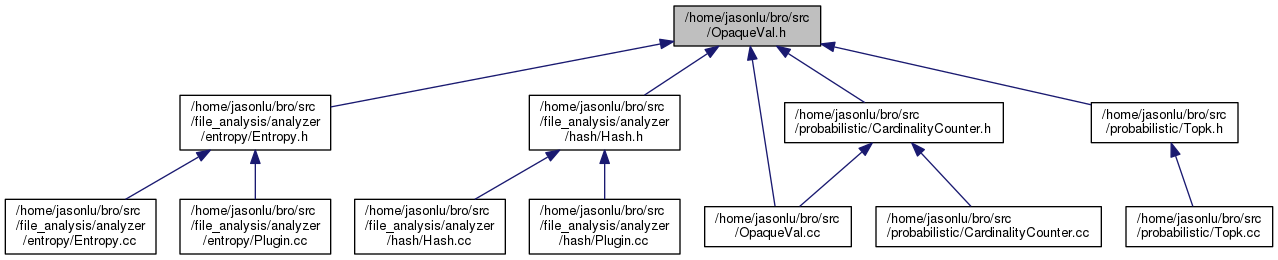 /home/jasonlu/bro/src
/OpaqueVal.h
/home/jasonlu/bro/src
/file_analysis/analyzer
/entropy/Entropy.h
/home/jasonlu/bro/src
/file_analysis/analyzer
/hash/Hash.h
/home/jasonlu/bro/src
/probabilistic/CardinalityCounter.h
/home/jasonlu/bro/src
/probabilistic/Topk.h
/home/jasonlu/bro/src
/file_analysis/analyzer
/entropy/Entropy.cc
/home/jasonlu/bro/src
/file_analysis/analyzer
/entropy/Plugin.cc
/home/jasonlu/bro/src
/file_analysis/analyzer
/hash/Hash.cc
/home/jasonlu/bro/src
/file_analysis/analyzer
/hash/Plugin.cc
/home/jasonlu/bro/src
/OpaqueVal.cc
/home/jasonlu/bro/src
/probabilistic/CardinalityCounter.cc
/home/jasonlu/bro/src
/probabilistic/Topk.cc